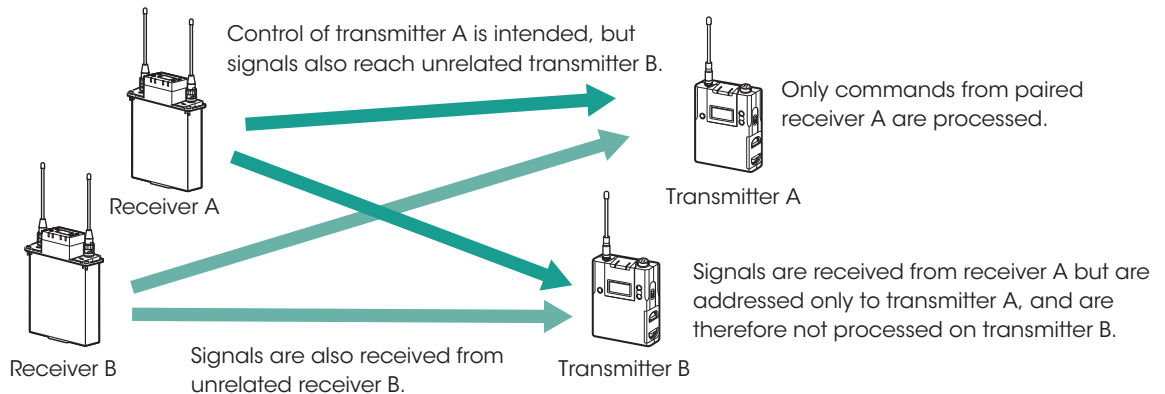 Control of transmitter A is intended, but
signals also reach unrelated transmitter B.
Only commands from paired
receiver A are processed.
Receiver A
Transmitter A
Signals are received from receiver A but are
addressed only to transmitter A, and are
therefore not processed on transmitter B.
Signals are also received from
unrelated receiver B.
Receiver B
Transmitter B